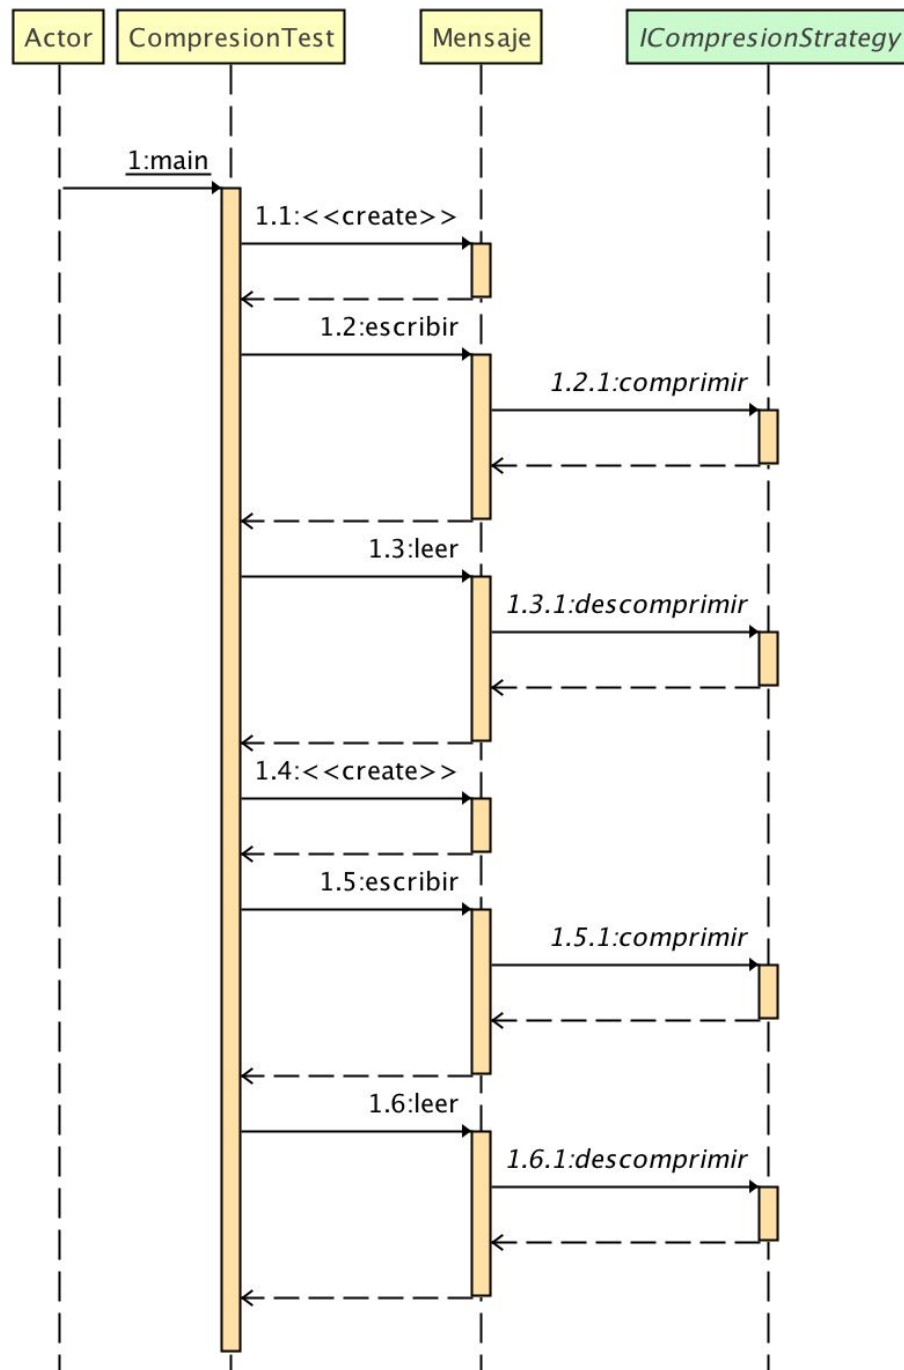 Actor
CompresionTest
Mensaje
ICompresionStrategy
1:main
1.1:<<create>>
1.2:escribir
1.2.1:comprimir
1.3:leer
1.3.1:descomprimir
1.4:<<create>>
1.5:escribir
1.5.1:comprimir
1.6:leer
1.6.1:descomprimir